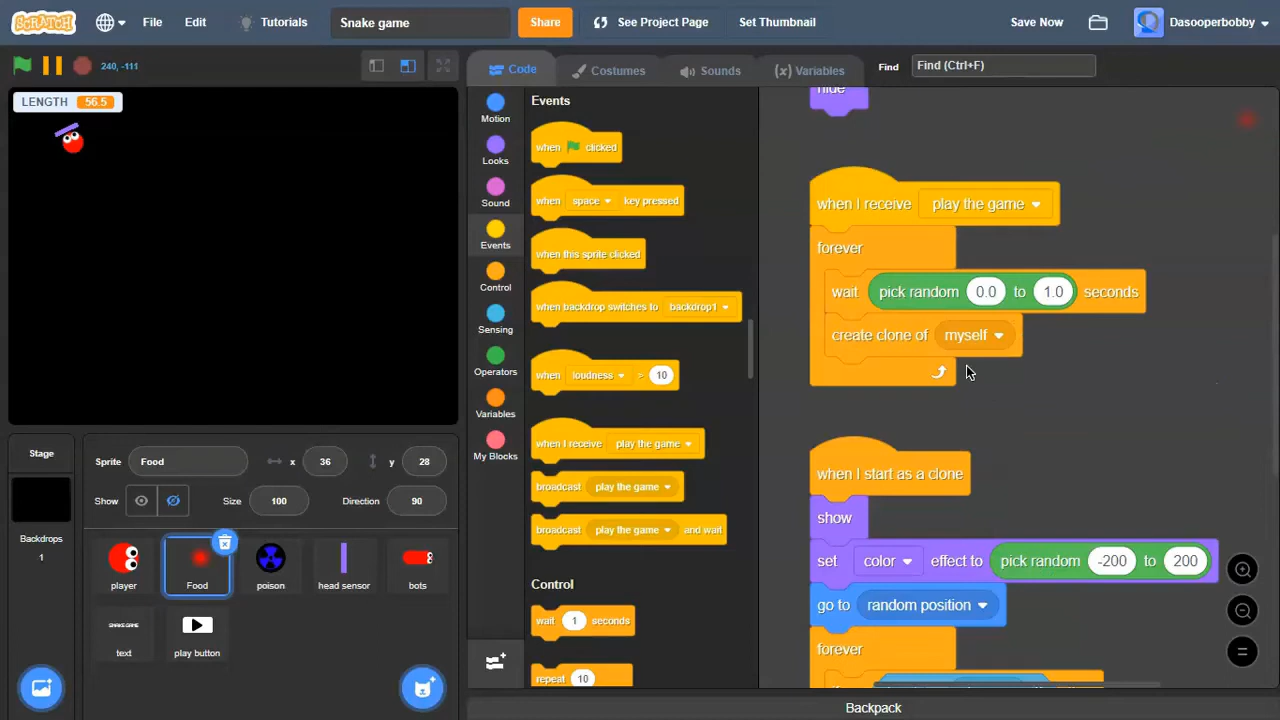 SCRATCH
File
Edit
Tutorials
Snake game
Share
See Project Page
Set Thumbnail
Save Now
Dasooperbobby
240, -111
Code
Costumes
Sounds
(x) Variables
Find
Find (Ctrl+F)
LENGTH 56.5
Motion
Looks
Sound
Events
Control
Sensing
Operators
Variables
My Blocks
Events
when clicked
when space key pressed
when this sprite clicked
when backdrop switches to backdrop1
when loudness > 10
when I receive play the game
broadcast play the game
broadcast play the game and wait
Control
wait 1 seconds
repeat 10
hide
when I receive play the game
forever
wait pick random 0.0 to 1.0 seconds
create clone of myself
when I start as a clone
show
set color effect to pick random -200 to 200
go to random position
forever
Stage
Backdrops
1
Sprite Food x 36 y 28
Show Size 100 Direction 90
player
Food
poison
head sensor
bots
SNAKE GAME
text
play button
Backpack